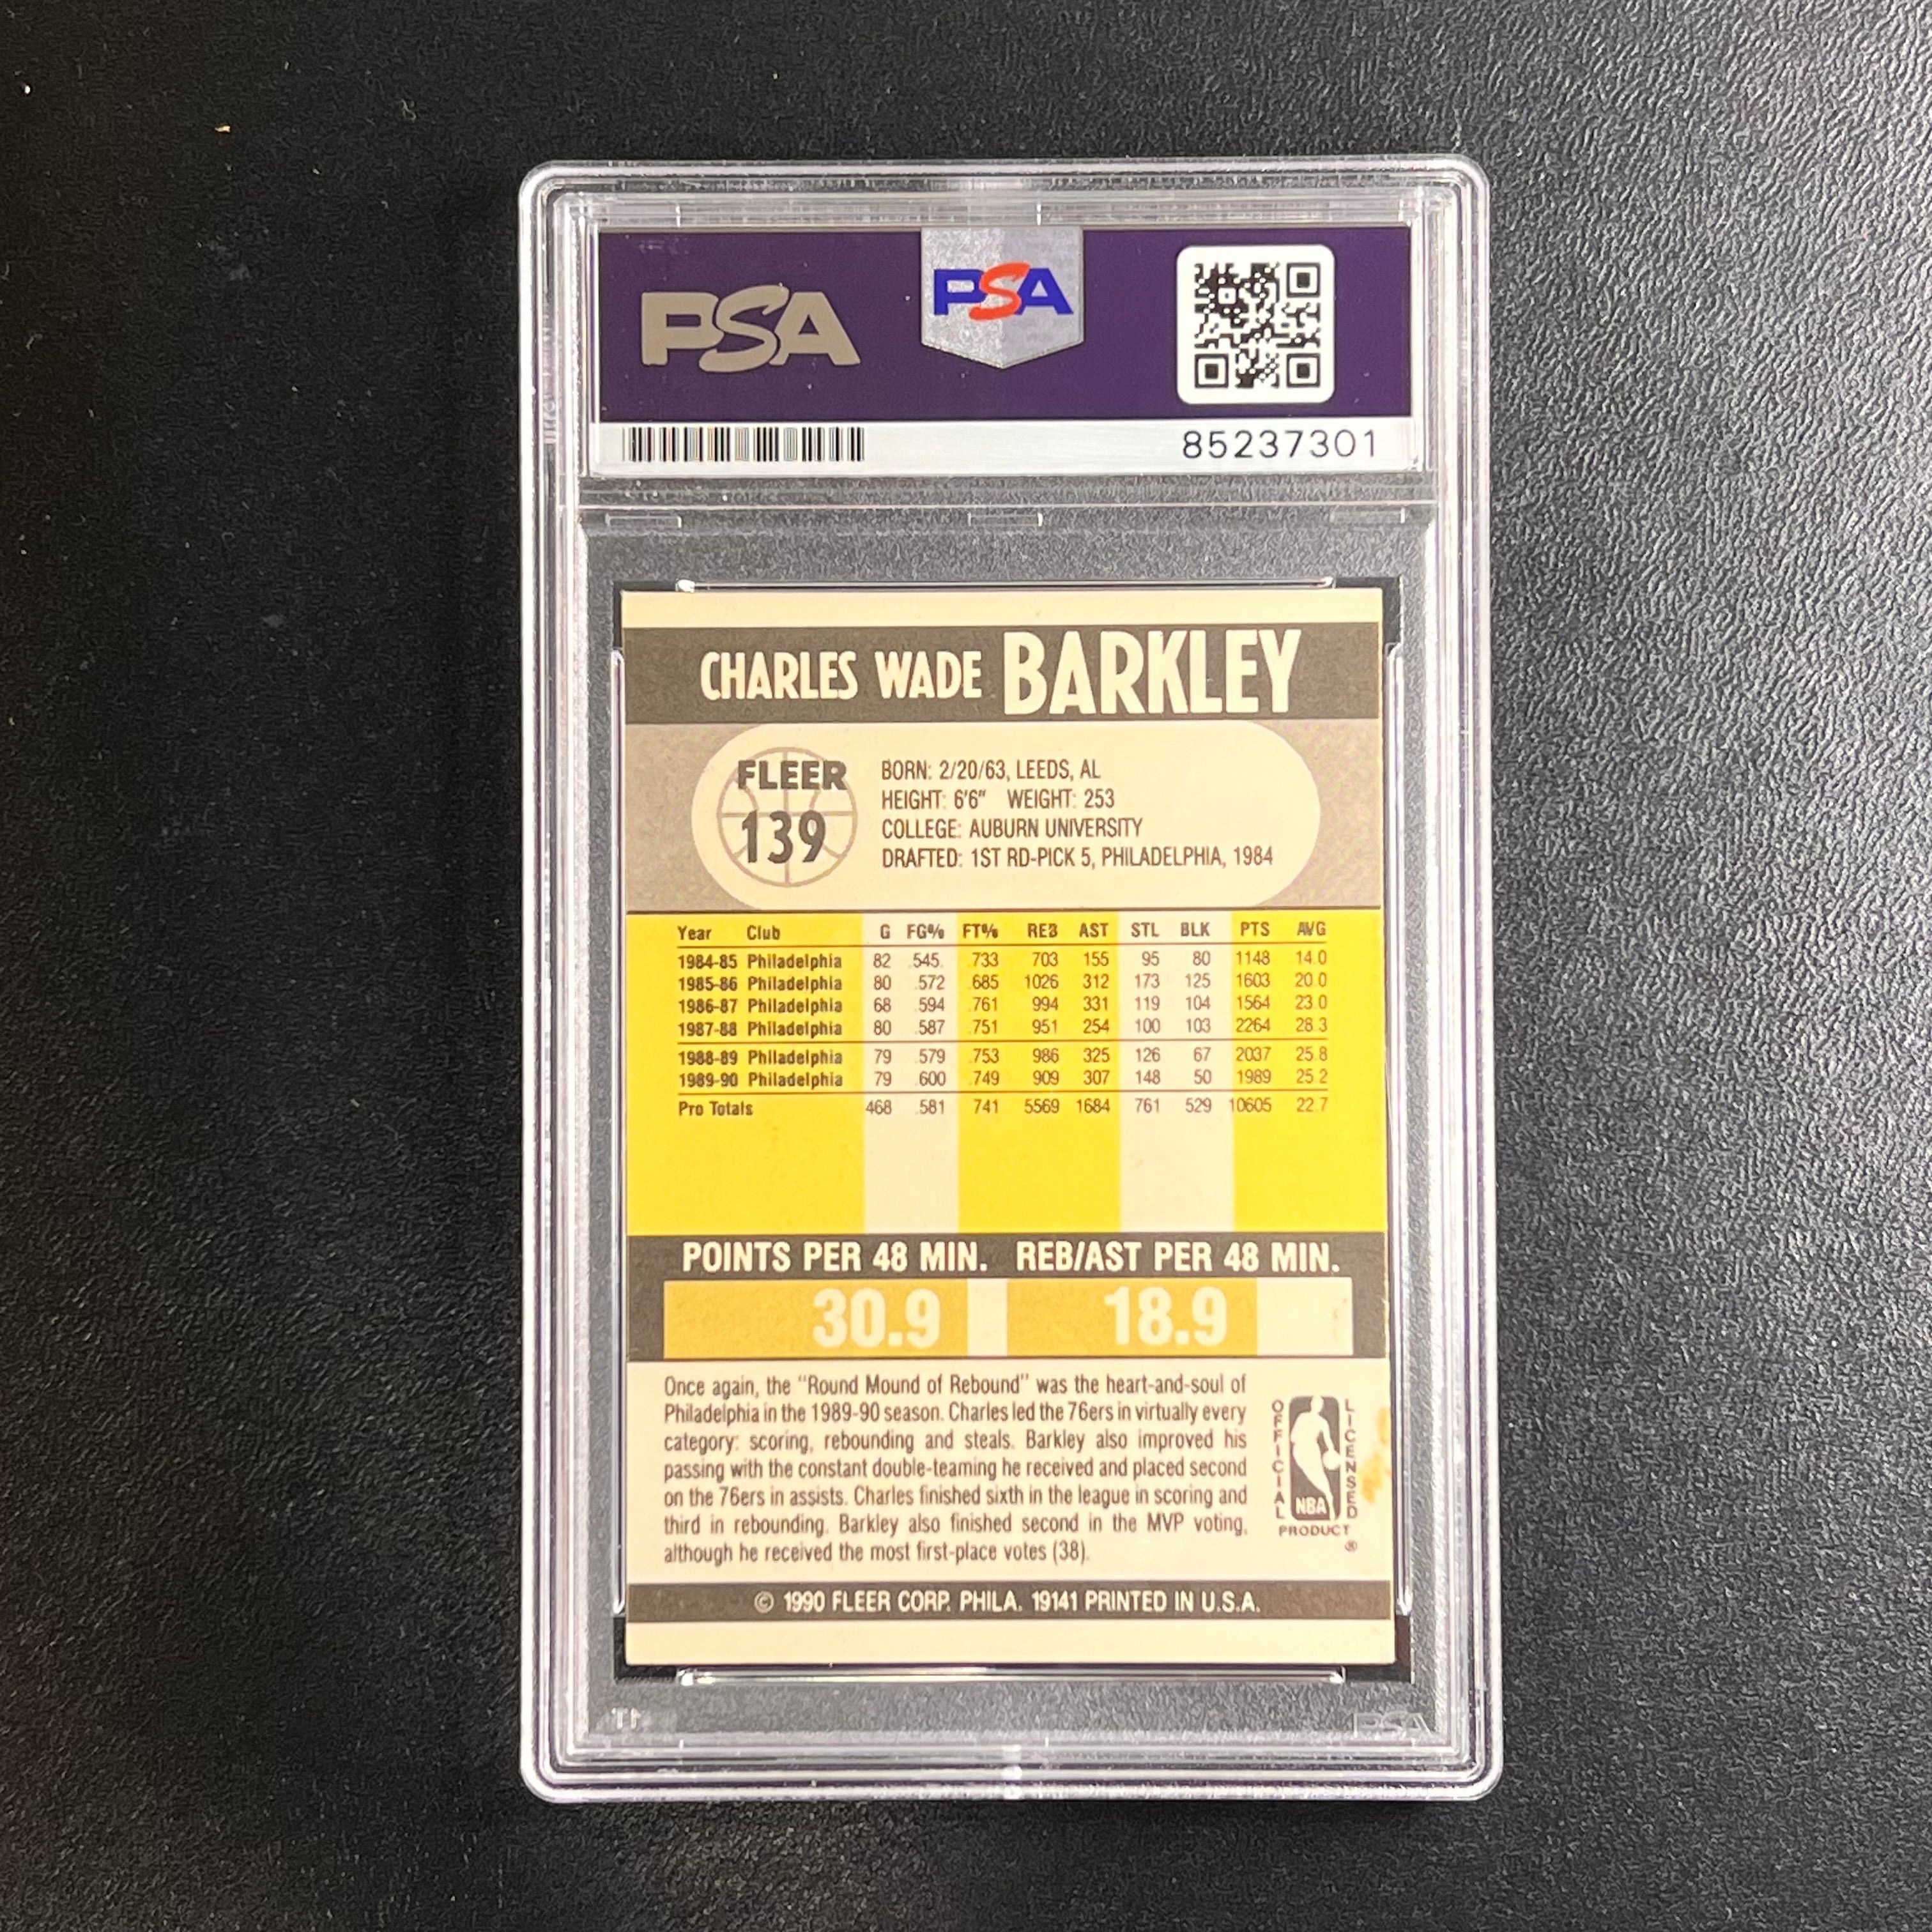 PSA
PSA
85237301
CHARLES WADE BARKLEY
FLEER
139
BORN: 2/20/63, LEEDS, AL
HEIGHT: 6'6" WEIGHT: 253
COLLEGE: AUBURN UNIVERSITY
DRAFTED: 1ST RD-PICK 5, PHILADELPHIA, 1984
Year Club G FG% FT% REB AST STL BLK PTS AVG
1984-85 Philadelphia 82 .545 .733 703 155 95 80 1148 14.0
1985-86 Philadelphia 80 .572 .685 1026 312 173 125 1603 20.0
1986-87 Philadelphia 68 .594 .761 994 331 119 104 1564 23.0
1987-88 Philadelphia 80 .587 .751 951 254 100 103 2264 28.3
1988-89 Philadelphia 79 .579 .753 986 325 126 67 2037 25.8
1989-90 Philadelphia 79 .600 .749 909 307 148 50 1989 25.2
Pro Totals 468 .581 .741 5569 1684 761 529 10605 22.7
POINTS PER 48 MIN. REB/AST PER 48 MIN.
30.9 18.9
Once again, the "Round Mound of Rebound" was the heart-and-soul of
Philadelphia in the 1989-90 season. Charles led the 76ers in virtually every
category: scoring, rebounding and steals. Barkley also improved his
passing with the constant double-teaming he received and placed second
on the 76ers in assists. Charles finished sixth in the league in scoring and
third in rebounding. Barkley also finished second in the MVP voting,
although he received the most first-place votes (38).
OFFICIAL
NBA
LICENSED
PRODUCT
®
© 1990 FLEER CORP. PHILA. 19141 PRINTED IN U.S.A.
PSA